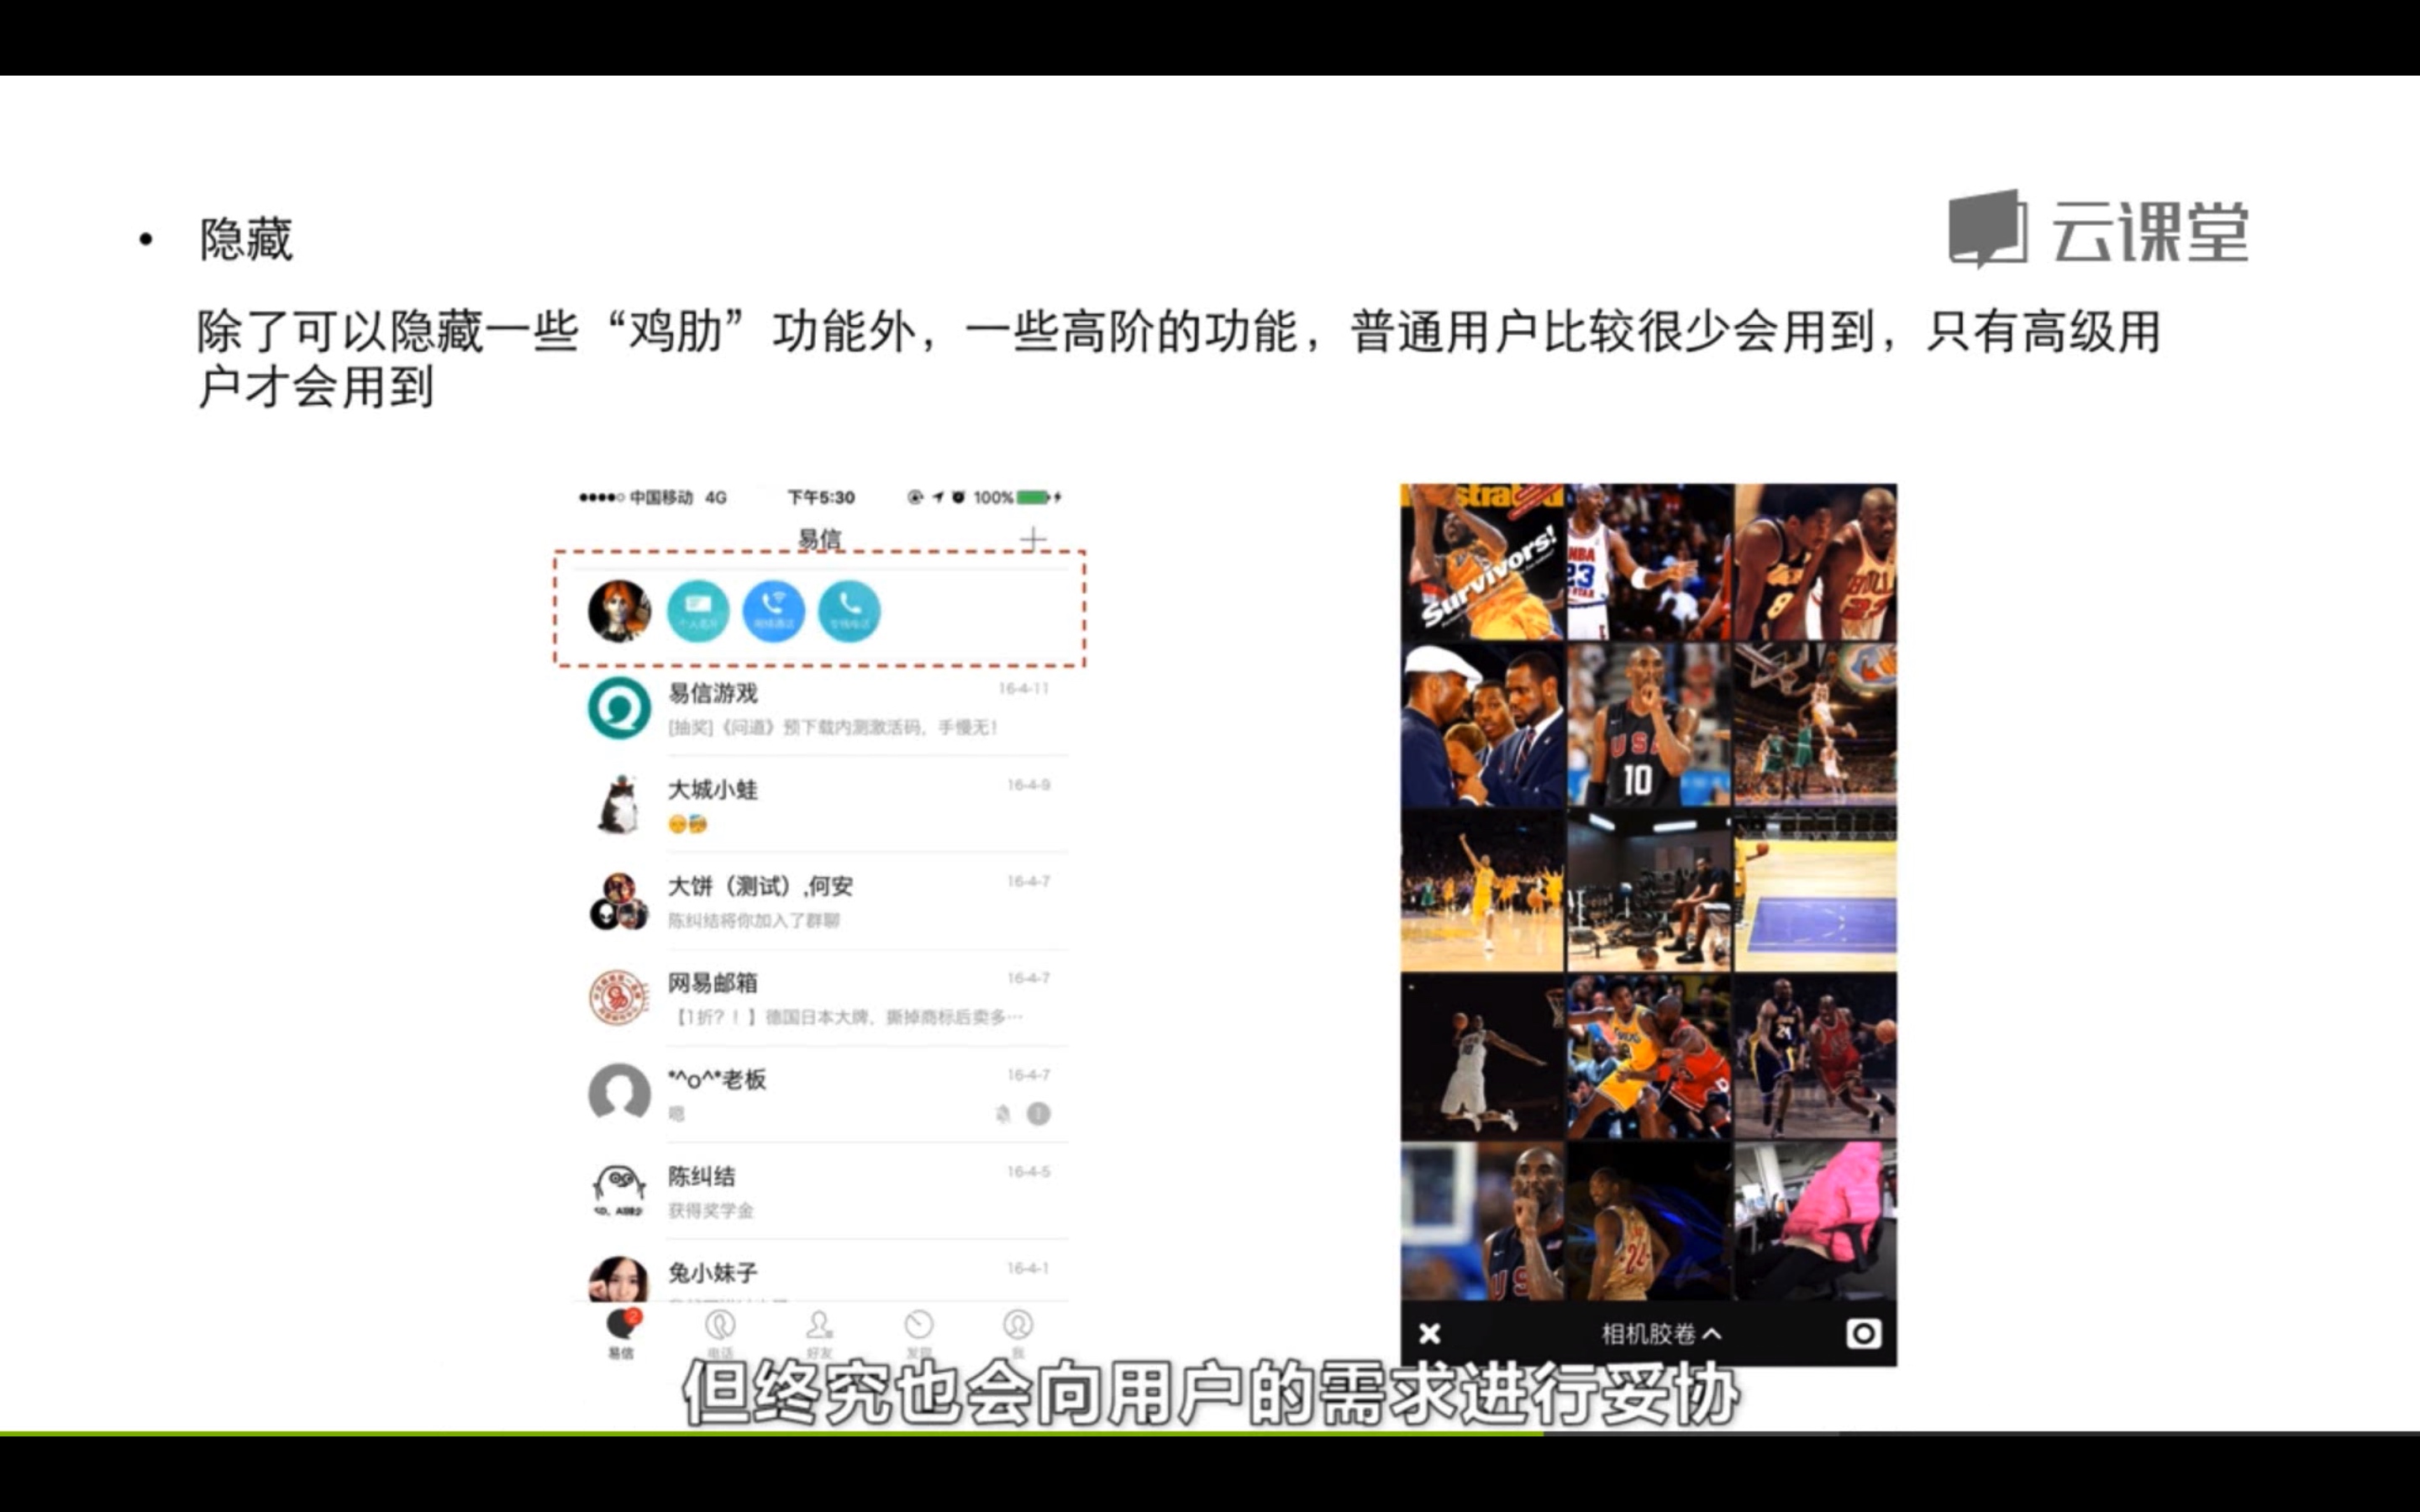 • 隐藏
云课堂
除了可以隐藏一些“鸡肋”功能外，一些高阶的功能，普通用户比较很少会用到，只有高级用
户才会用到
中国移动 4G 下午5:30 100%
易信
易信游戏 16-4-11
[抽奖]《问道》预下载内测激活码，手慢无！
大城小蛙 16-4-9
大饼（测试）,何安 16-4-7
陈纠结将你加入了群聊
网易邮箱 16-4-7
【1折？！】德国日本大牌，撕掉商标后卖多…
*^o^*老板 16-4-7
嗯 1
陈纠结 16-4-5
获得奖学金
兔小妹子 16-4-1
2
易信 电话 好友 发现 我
Survivors!
NBA
23
8
USA
10
24
24
相机胶卷
但终究也会向用户的需求进行妥协